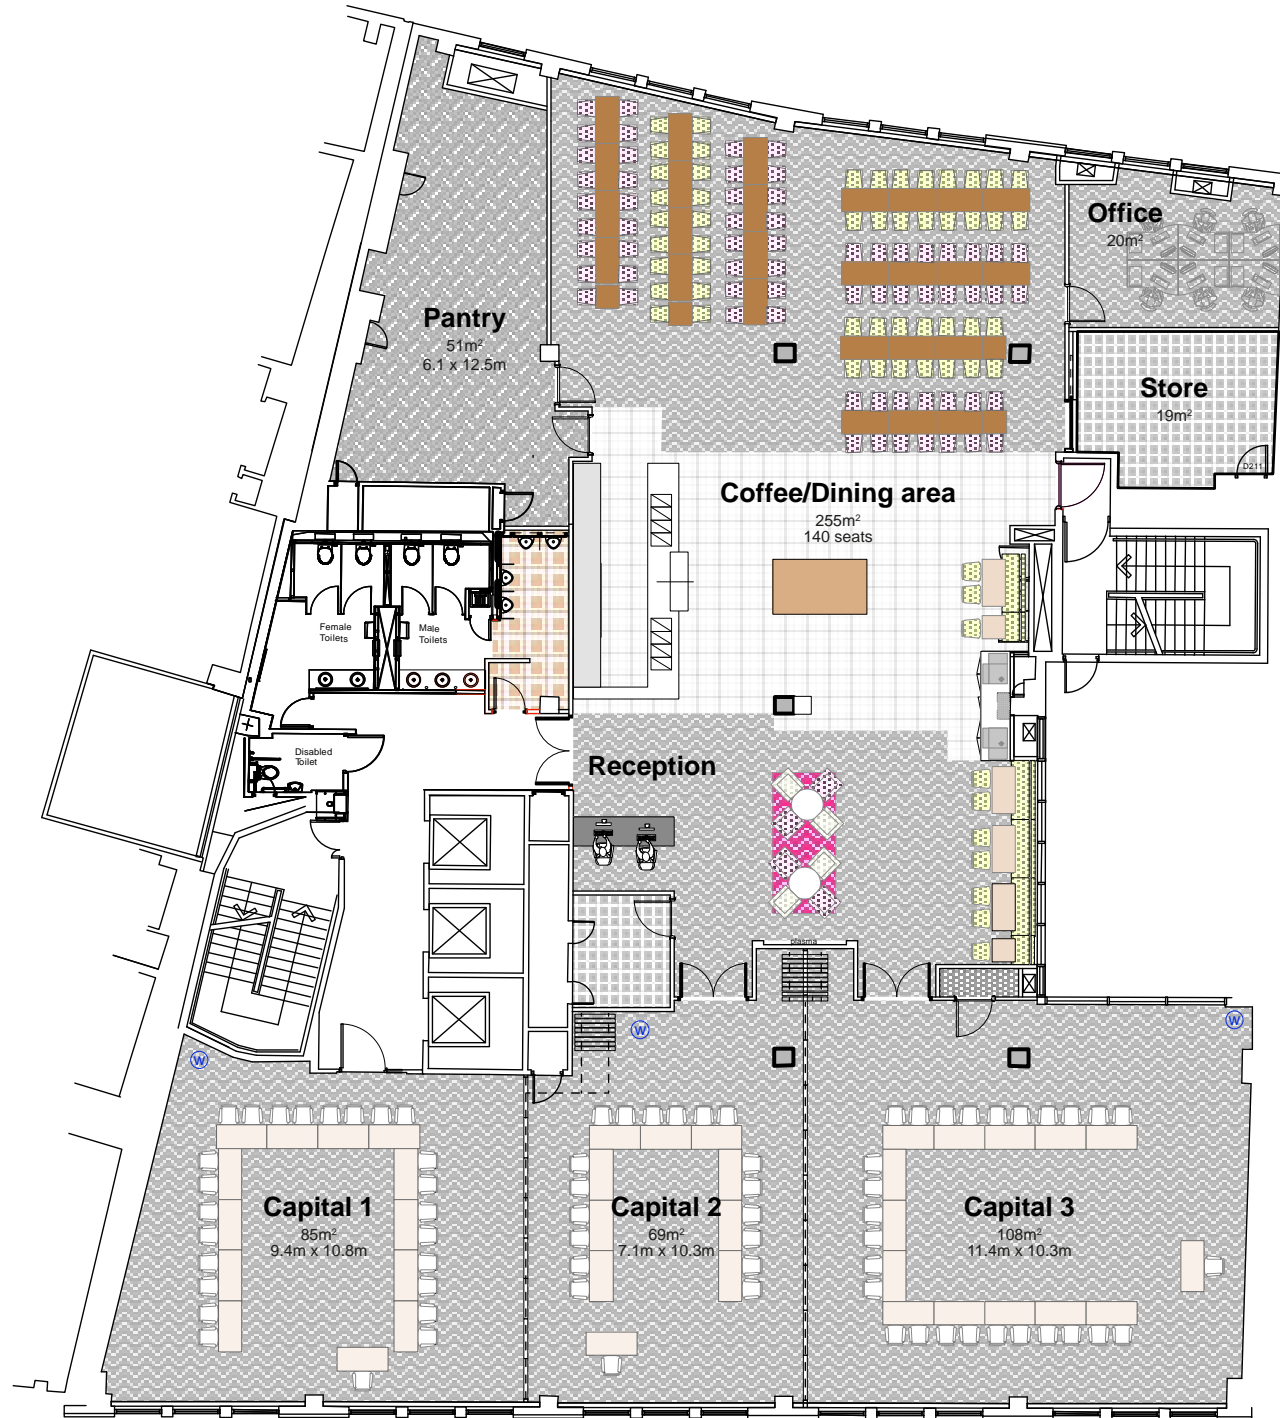 Office
20m²
Pantry
51m²
6.1 x 12.5m
Store
19m²
D211
Coffee/Dining area
255m²
140 seats
Female
Toilets
Male
Toilets
Disabled
Toilet
Reception
plasma
W
W
W
Capital 1
85m²
9.4m x 10.8m
Capital 2
69m²
7.1m x 10.3m
Capital 3
108m²
11.4m x 10.3m